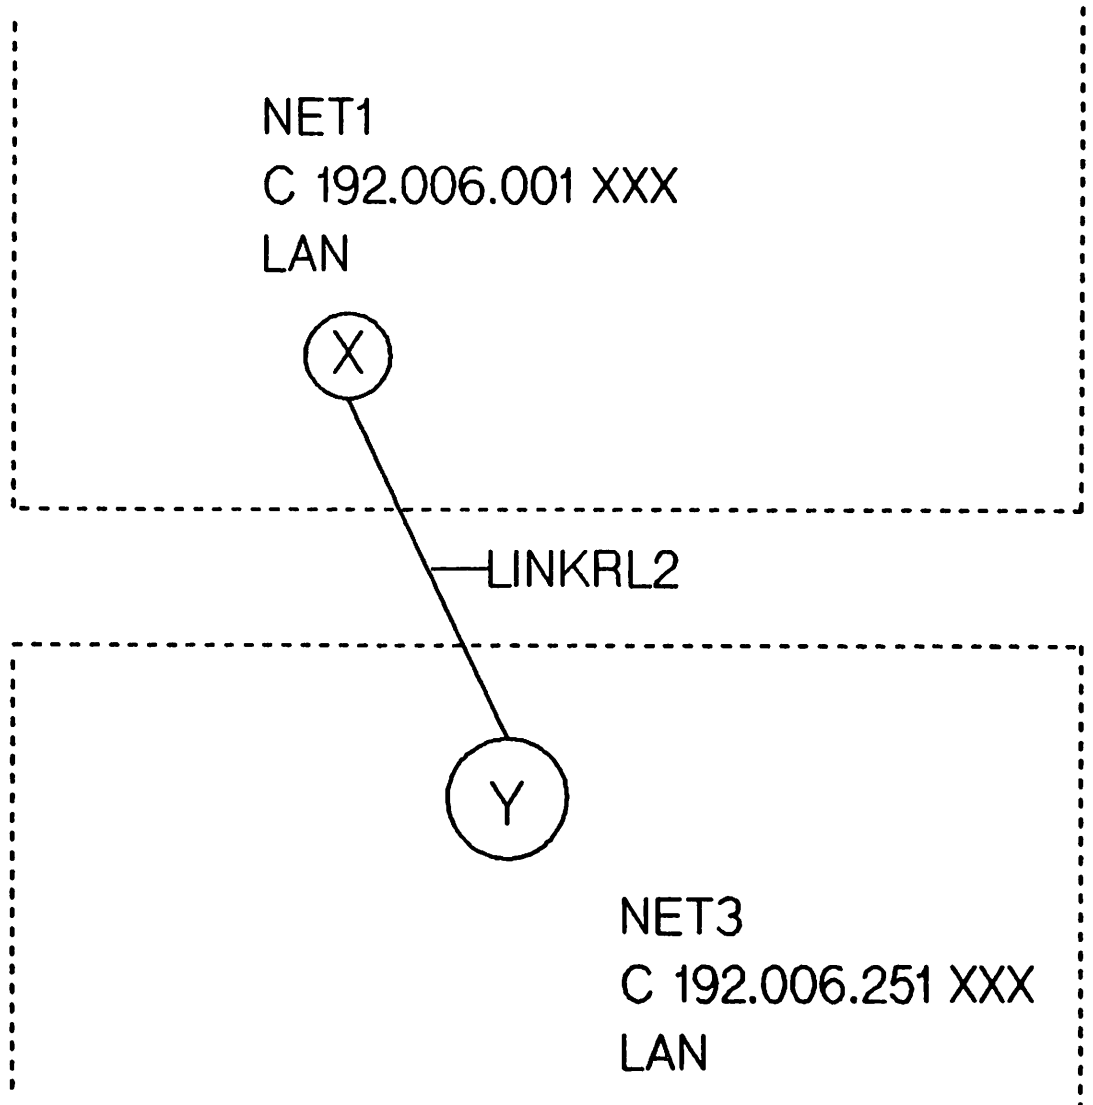 NET1
C 192.006.001 XXX
LAN
X
LINKRL2
Y
NET3
C 192.006.251 XXX
LAN